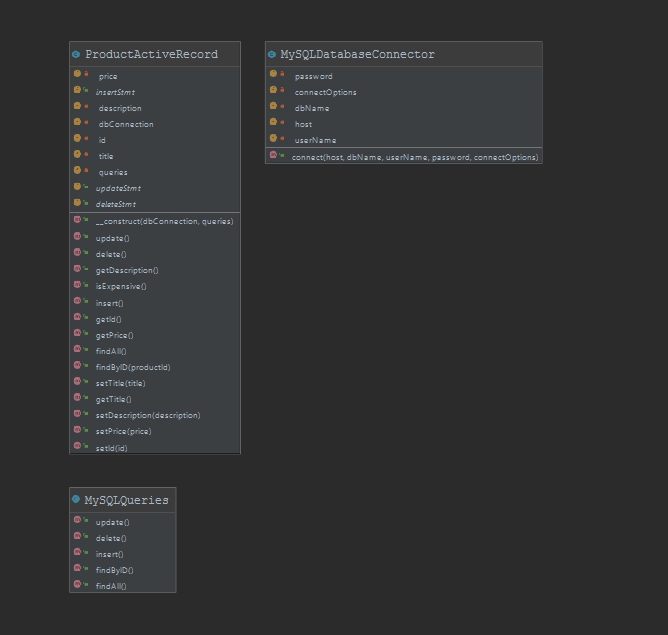 ProductActiveRecord
price
insertStmt
description
dbConnection
id
title
queries
updateStmt
deleteStmt
__construct(dbConnection, queries)
update()
delete()
getDescription()
isExpensive()
insert()
getId()
getPrice()
findAll()
findByID(productId)
setTitle(title)
getTitle()
setDescription(description)
setPrice(price)
setId(id)
MySQLDatabaseConnector
password
connectOptions
dbName
host
userName
connect(host, dbName, userName, password, connectOptions)
MySQLQueries
update()
delete()
insert()
findByID()
findAll()